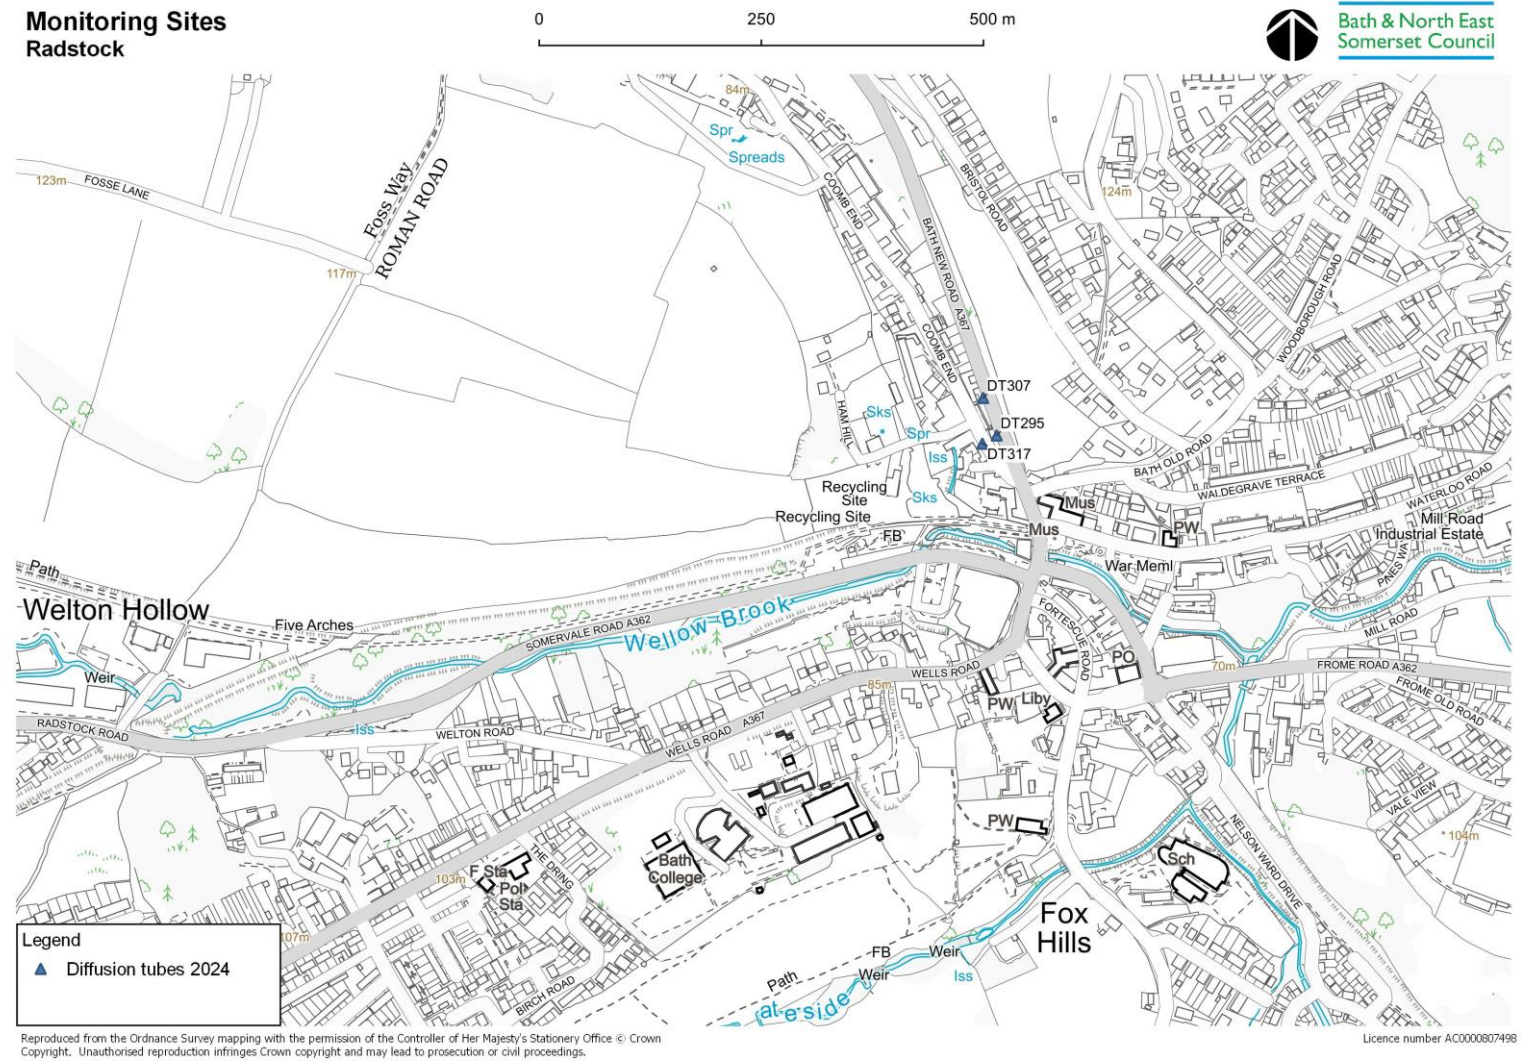 Monitoring Sites
Radstock
0 250 500 m
Bath & North East
Somerset Council
84m
Spr
Spreads
123m
FOSSE LANE
Foss Way
ROMAN ROAD
117m
COOMB END
BATH NEW ROAD A367
BRISTOL ROAD
124m
WOODBOROUGH ROAD
COOMB END
DT307
DT295
DT317
HAM HILL
Sks
Spr
Iss
Sks
BATH OLD ROAD
WALDEGRAVE TERRACE
WATERLOO ROAD
Recycling
Site
Recycling Site
Mus
Mus
PW
Mill Road
Industrial Estate
FB
War Meml
PINES WA
Path
Welton Hollow
Five Arches
SOMERVALE ROAD A362
Wellow Brook
FORTESCUE ROAD
MILL ROAD
Weir
WELLS ROAD
85m
PO
70m
FROME ROAD A362
FROME OLD ROAD
PW
Liby
RADSTOCK ROAD
Iss
WELTON ROAD
WELLS ROAD
A367
VALE VIEW
104m
PW
NELSON WARD DRIVE
Sch
THE DRING
Bath
College
103m
F Sta
Pol
Sta
107m
Fox
Hills
FB
Weir
Weir
Iss
Path
BIRCH ROAD
at e side
Legend
Diffusion tubes 2024
Reproduced from the Ordnance Survey mapping with the permission of the Controller of Her Majesty's Stationery Office © Crown
Copyright. Unauthorised reproduction infringes Crown copyright and may lead to prosecution or civil proceedings.
Licence number AC0000807498